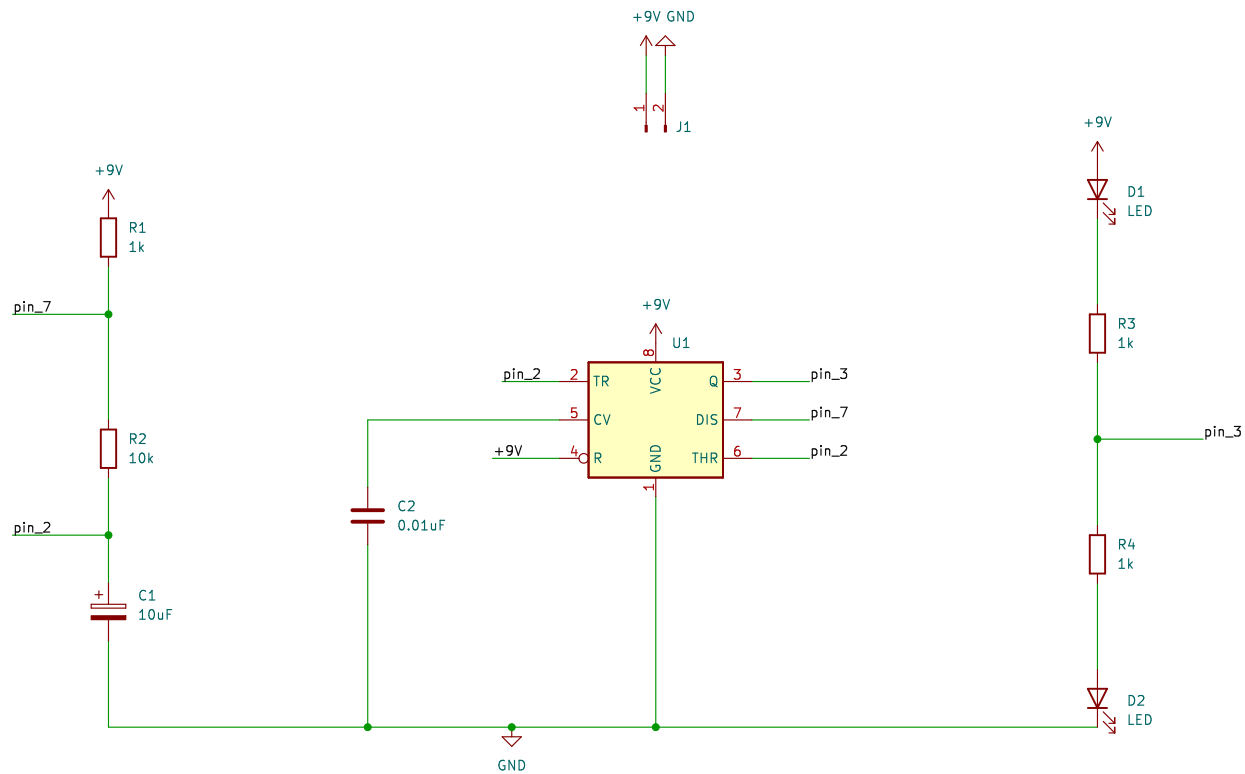 +9V GND
1
2
J1
+9V
R1
1k
pin_7
R2
10k
pin_2
+
C1
10uF
C2
0.01uF
+9V
U1
8
VCC
pin_2
2
TR
Q
3
pin_3
5
CV
DIS
7
pin_7
+9V
4
R
THR
6
pin_2
GND
1
GND
+9V
D1
LED
R3
1k
pin_3
R4
1k
D2
LED